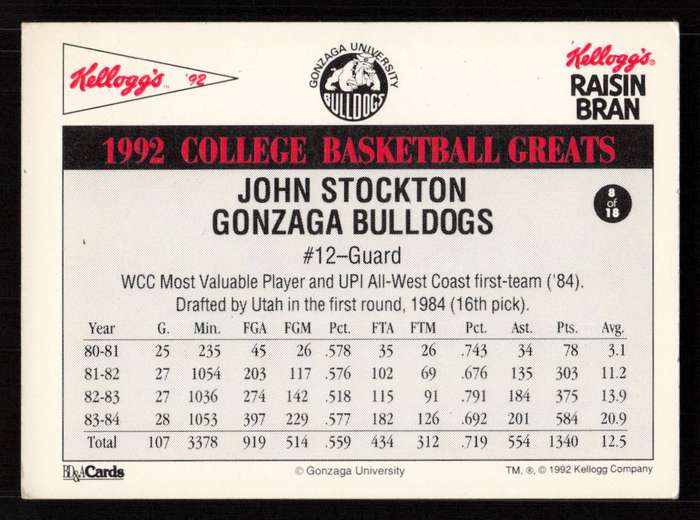 Kellogg's ™ '92
GONZAGA UNIVERSITY
BULLDOGS
Kellogg's®
RAISIN
BRAN
1992 COLLEGE BASKETBALL GREATS
JOHN STOCKTON
8
of
18
GONZAGA BULLDOGS
#12–Guard
WCC Most Valuable Player and UPI All-West Coast first-team ('84).
Drafted by Utah in the first round, 1984 (16th pick).
Year G. Min. FGA FGM Pct. FTA FTM Pct. Ast. Pts. Avg.
80-81 25 235 45 26 .578 35 26 .743 34 78 3.1
81-82 27 1054 203 117 .576 102 69 .676 135 303 11.2
82-83 27 1036 274 142 .518 115 91 .791 184 375 13.9
83-84 28 1053 397 229 .577 182 126 .692 201 584 20.9
Total 107 3378 919 514 .559 434 312 .719 554 1340 12.5
BD&A Cards
© Gonzaga University
TM, ®, © 1992 Kellogg Company